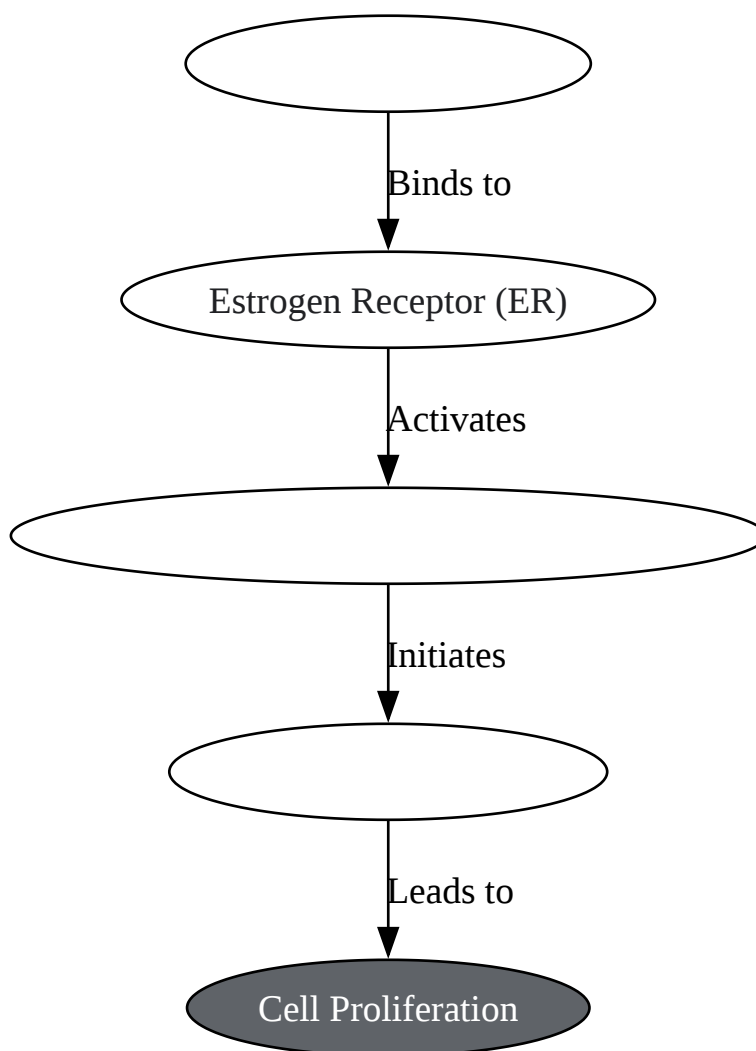 Binds to
Estrogen Receptor (ER)
Activates
Initiates
Leads to
Cell Proliferation